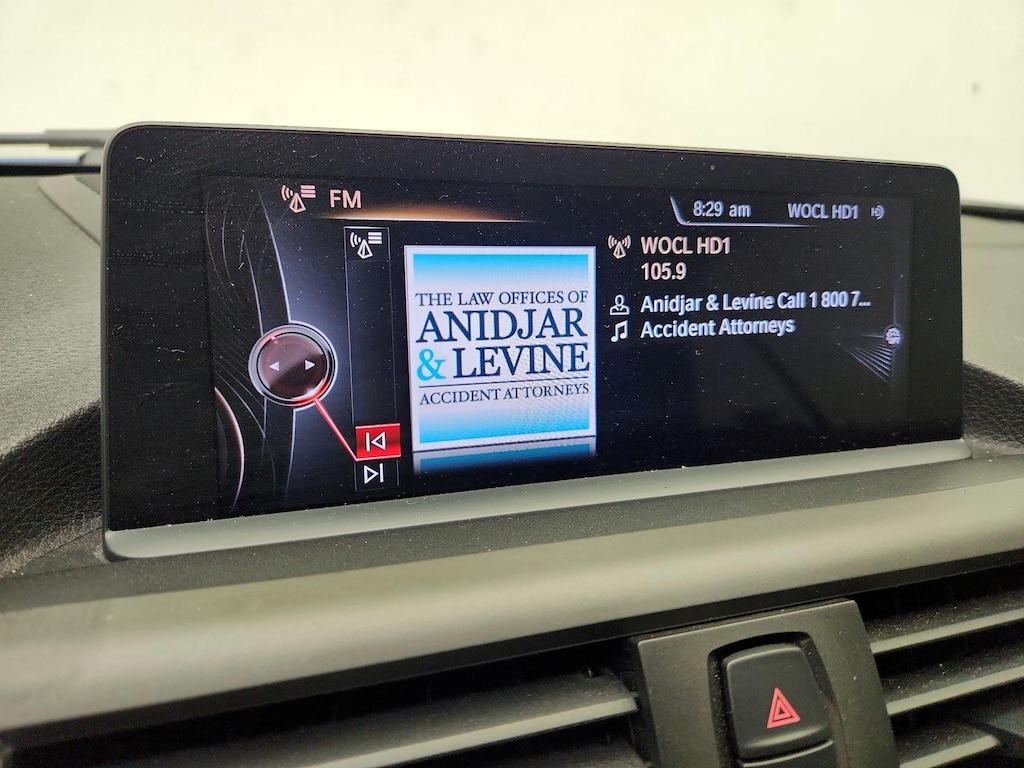 FM
8:29 am
WOCL HD1
THE LAW OFFICES OF
ANIDJAR
& LEVINE
ACCIDENT ATTORNEYS
WOCL HD1
105.9
Anidjar & Levine Call 1 800 7...
Accident Attorneys